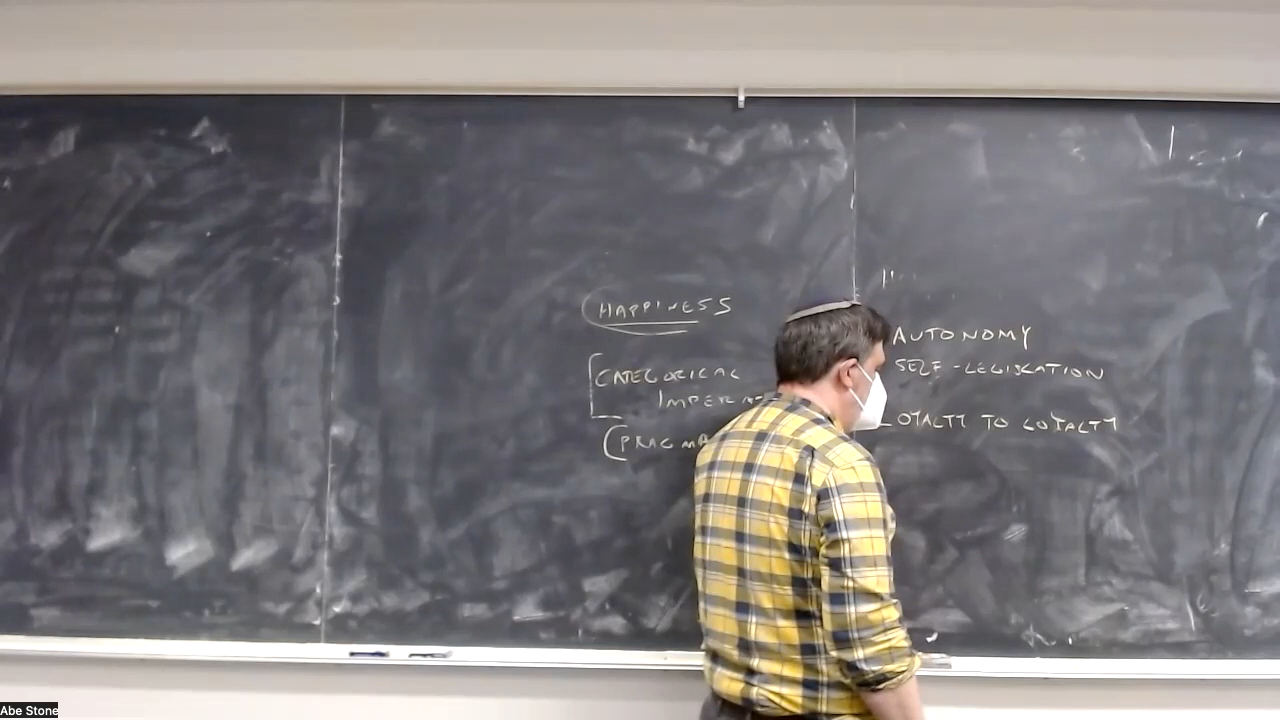 HAPPINESS
CATEGORICAL
AUTONOMY
SELF-LEGISLATION
LOYALTY TO LOYALTY
Abe Stone